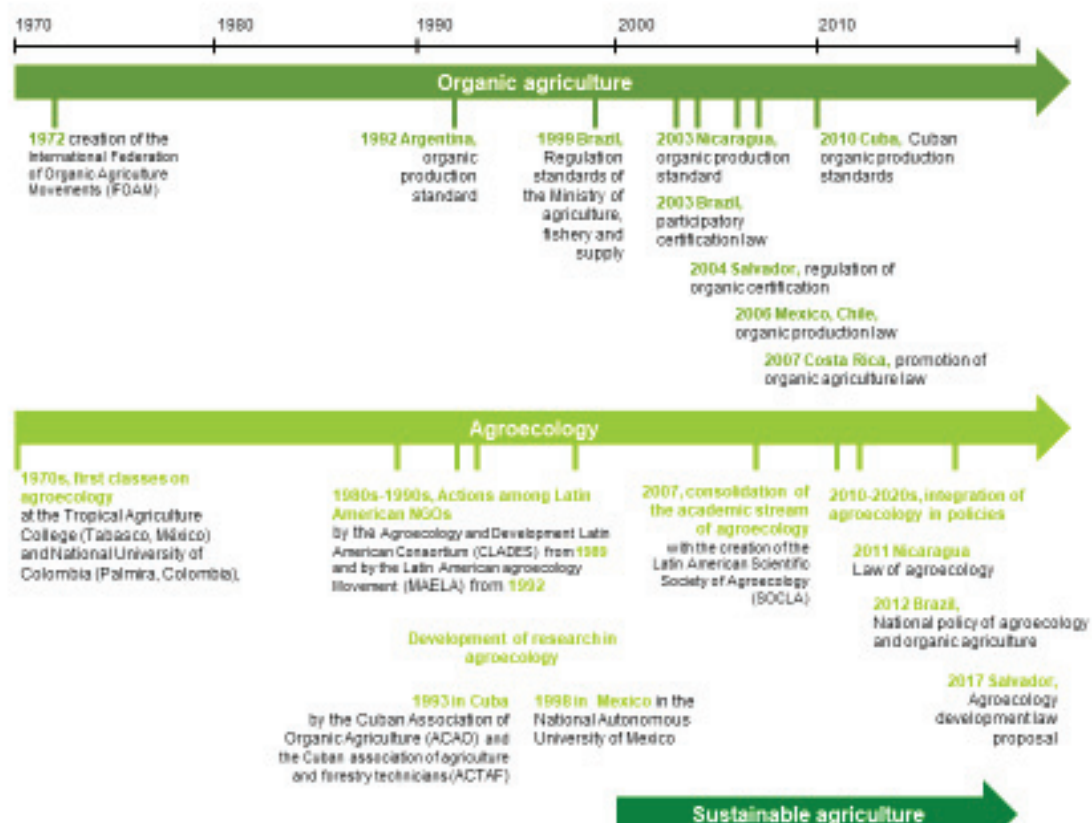 1970 1980 1990 2000 2010
Organic agriculture
1972 creation of the
International Federation
of Organic Agriculture
Movements (IFOAM)
1992 Argentina,
organic
production
standard
1999 Brazil,
Regulation
standards of
the Ministry of
agriculture,
fishery and
supply
2003 Nicaragua,
organic production
standard
2003 Brazil,
participatory
certification law
2004 Salvador, regulation of
organic certification
2006 Mexico, Chile,
organic production law
2007 Costa Rica, promotion of
organic agriculture law
2010 Cuba, Cuban
organic production
standards
Agroecology
1970s, first classes on
agroecology
at the Tropical Agriculture
College (Tabasco, México)
and National University of
Colombia (Palmira, Colombia),
1980s-1990s, Actions among Latin
American NGOs
by the Agroecology and Development Latin
American Consortium (CLADES) from 1989
and by the Latin American agroecology
Movement (MAELA) from 1992
Development of research in
agroecology
1993 in Cuba
by the Cuban Association of
Organic Agriculture (ACAO) and
the Cuban association of agriculture
and forestry technicians (ACTAF)
1998 in Mexico in the
National Autonomous
University of Mexico
2007, consolidation of
the academic stream
of agroecology
with the creation of the
Latin American Scientific
Society of Agroecology
(SOCLA)
2010-2020s, integration of
agroecology in policies
2011 Nicaragua
Law of agroecology
2012 Brazil,
National policy of agroecology
and organic agriculture
2017 Salvador,
Agroecology
development law
proposal
Sustainable agriculture